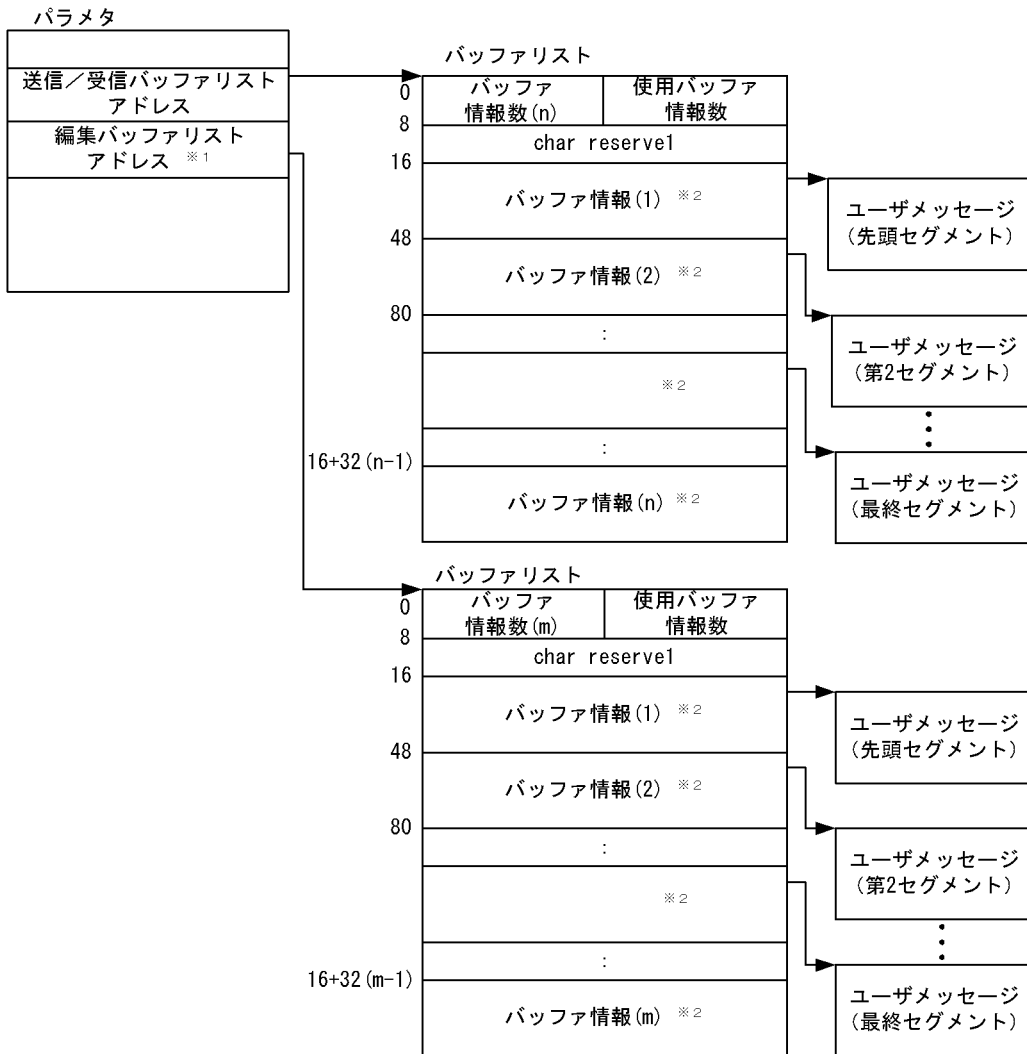 パラメタ
送信／受信バッファリスト
アドレス
編集バッファリスト
アドレス ※1
バッファリスト
0
バッファ
情報数(n)
使用バッファ
情報数
8
char reserve1
16
バッファ情報(1) ※2
ユーザメッセージ
(先頭セグメント)
48
バッファ情報(2) ※2
80
ユーザメッセージ
(第2セグメント)
:
※2
:
16+32(n-1)
ユーザメッセージ
(最終セグメント)
バッファ情報(n) ※2
バッファリスト
0
バッファ
情報数(m)
使用バッファ
情報数
8
char reserve1
16
バッファ情報(1) ※2
ユーザメッセージ
(先頭セグメント)
48
バッファ情報(2) ※2
80
ユーザメッセージ
(第2セグメント)
:
※2
:
16+32(m-1)
ユーザメッセージ
(最終セグメント)
バッファ情報(m) ※2